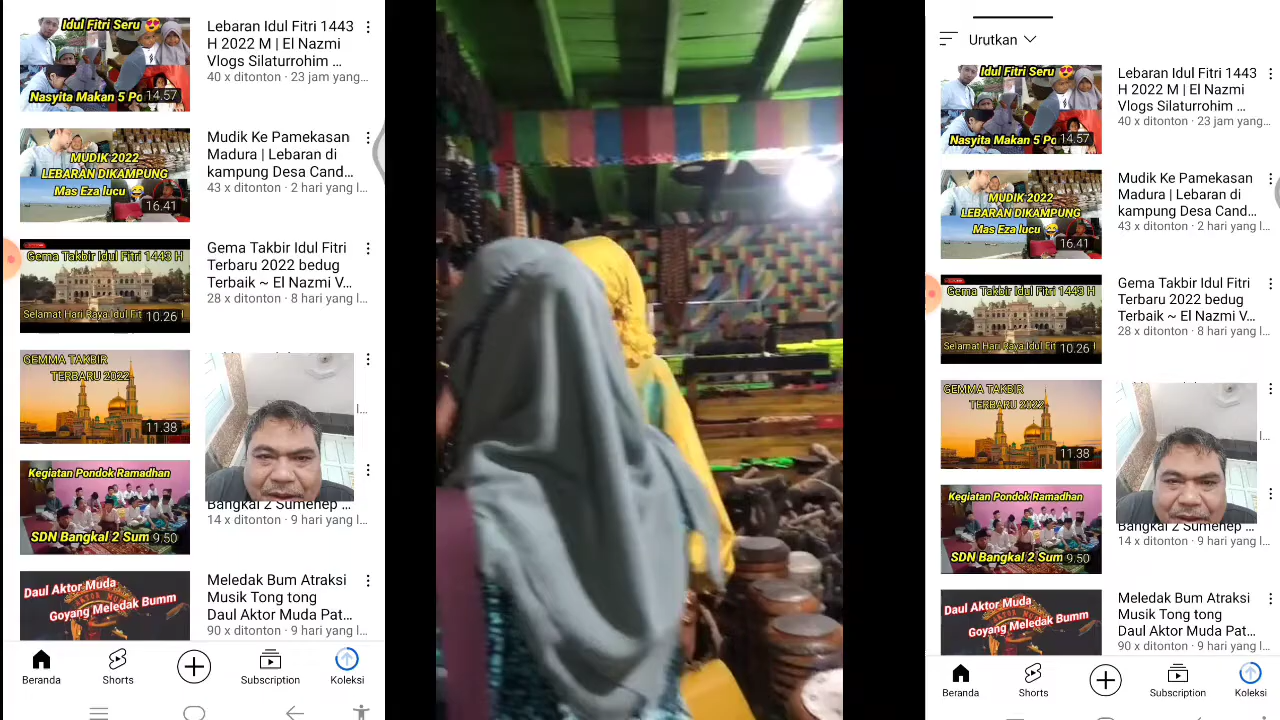 Idul Fitri Seru 😍
Nasyita Makan 5 Po
14.57
Lebaran Idul Fitri 1443
H 2022 M | El Nazmi
Vlogs Silaturrohim ...
40 x ditonton · 23 jam yang...
MUDIK 2022
LEBARAN DIKAMPUNG
Mas Eza lucu 😂
16.41
Mudik Ke Pamekasan
Madura | Lebaran di
kampung Desa Cand...
43 x ditonton · 2 hari yang l...
Gema Takbir Idul Fitri 1443 H
Selamat Hari Raya Idul Fit
10.26
Gema Takbir Idul Fitri
Terbaru 2022 bedug
Terbaik ~ El Nazmi V...
28 x ditonton · 8 hari yang l...
GEMMA TAKBIR
TERBARU 2022
11.38
l...
Kegiatan Pondok Ramadhan
SDN Bangkal 2 Sum
9.50
Bangkal 2 Sumenep ...
14 x ditonton · 9 hari yang l...
Daul Aktor Muda
Goyang Meledak Bumm
Meledak Bum Atraksi
Musik Tong tong
Daul Aktor Muda Pat...
90 x ditonton · 9 hari yang l...
Beranda
Shorts
Subscription
Koleksi
Urutkan
Idul Fitri Seru 😍
Nasyita Makan 5 Po
14.57
Lebaran Idul Fitri 1443
H 2022 M | El Nazmi
Vlogs Silaturrohim ...
40 x ditonton · 23 jam yang...
MUDIK 2022
LEBARAN DIKAMPUNG
Mas Eza lucu 😂
16.41
Mudik Ke Pamekasan
Madura | Lebaran di
kampung Desa Cand...
43 x ditonton · 2 hari yang l...
Gema Takbir Idul Fitri 1443 H
Selamat Hari Raya Idul Fit
10.26
Gema Takbir Idul Fitri
Terbaru 2022 bedug
Terbaik ~ El Nazmi V...
28 x ditonton · 8 hari yang l...
GEMMA TAKBIR
TERBARU 2022
11.38
l...
Kegiatan Pondok Ramadhan
SDN Bangkal 2 Sum
9.50
Bangkal 2 Sumenep ...
14 x ditonton · 9 hari yang l...
Daul Aktor Muda
Goyang Meledak Bumm
Meledak Bum Atraksi
Musik Tong tong
Daul Aktor Muda Pat...
90 x ditonton · 9 hari yang l...
Beranda
Shorts
Subscription
Koleksi